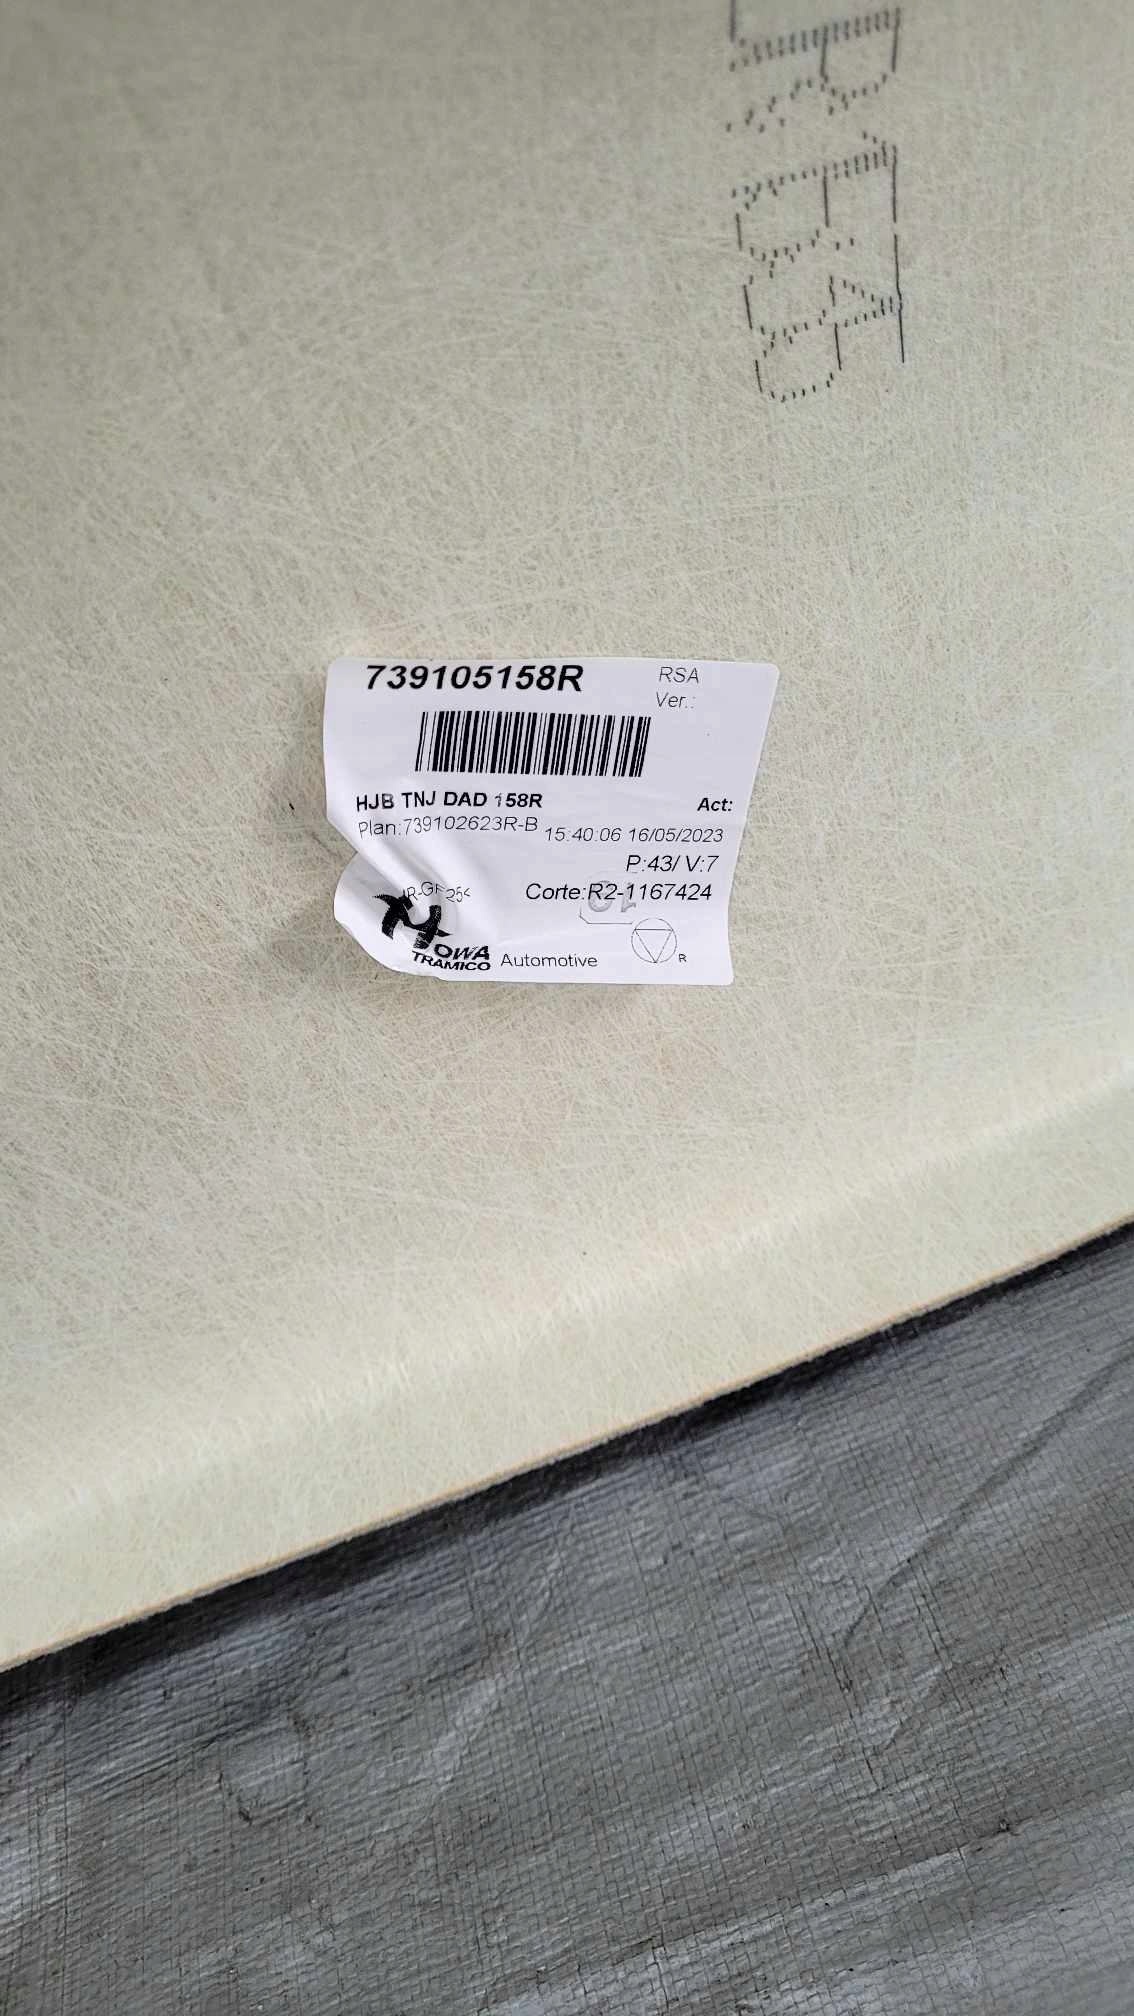 739105158R
RSA
Ver.:
HJB TNJ DAD 158R
Act:
Plan:739102623R-B
15:40:06 16/05/2023
P:43/ V:7
Corte:R2-1167424
HOWA
TRAMICO Automotive
R